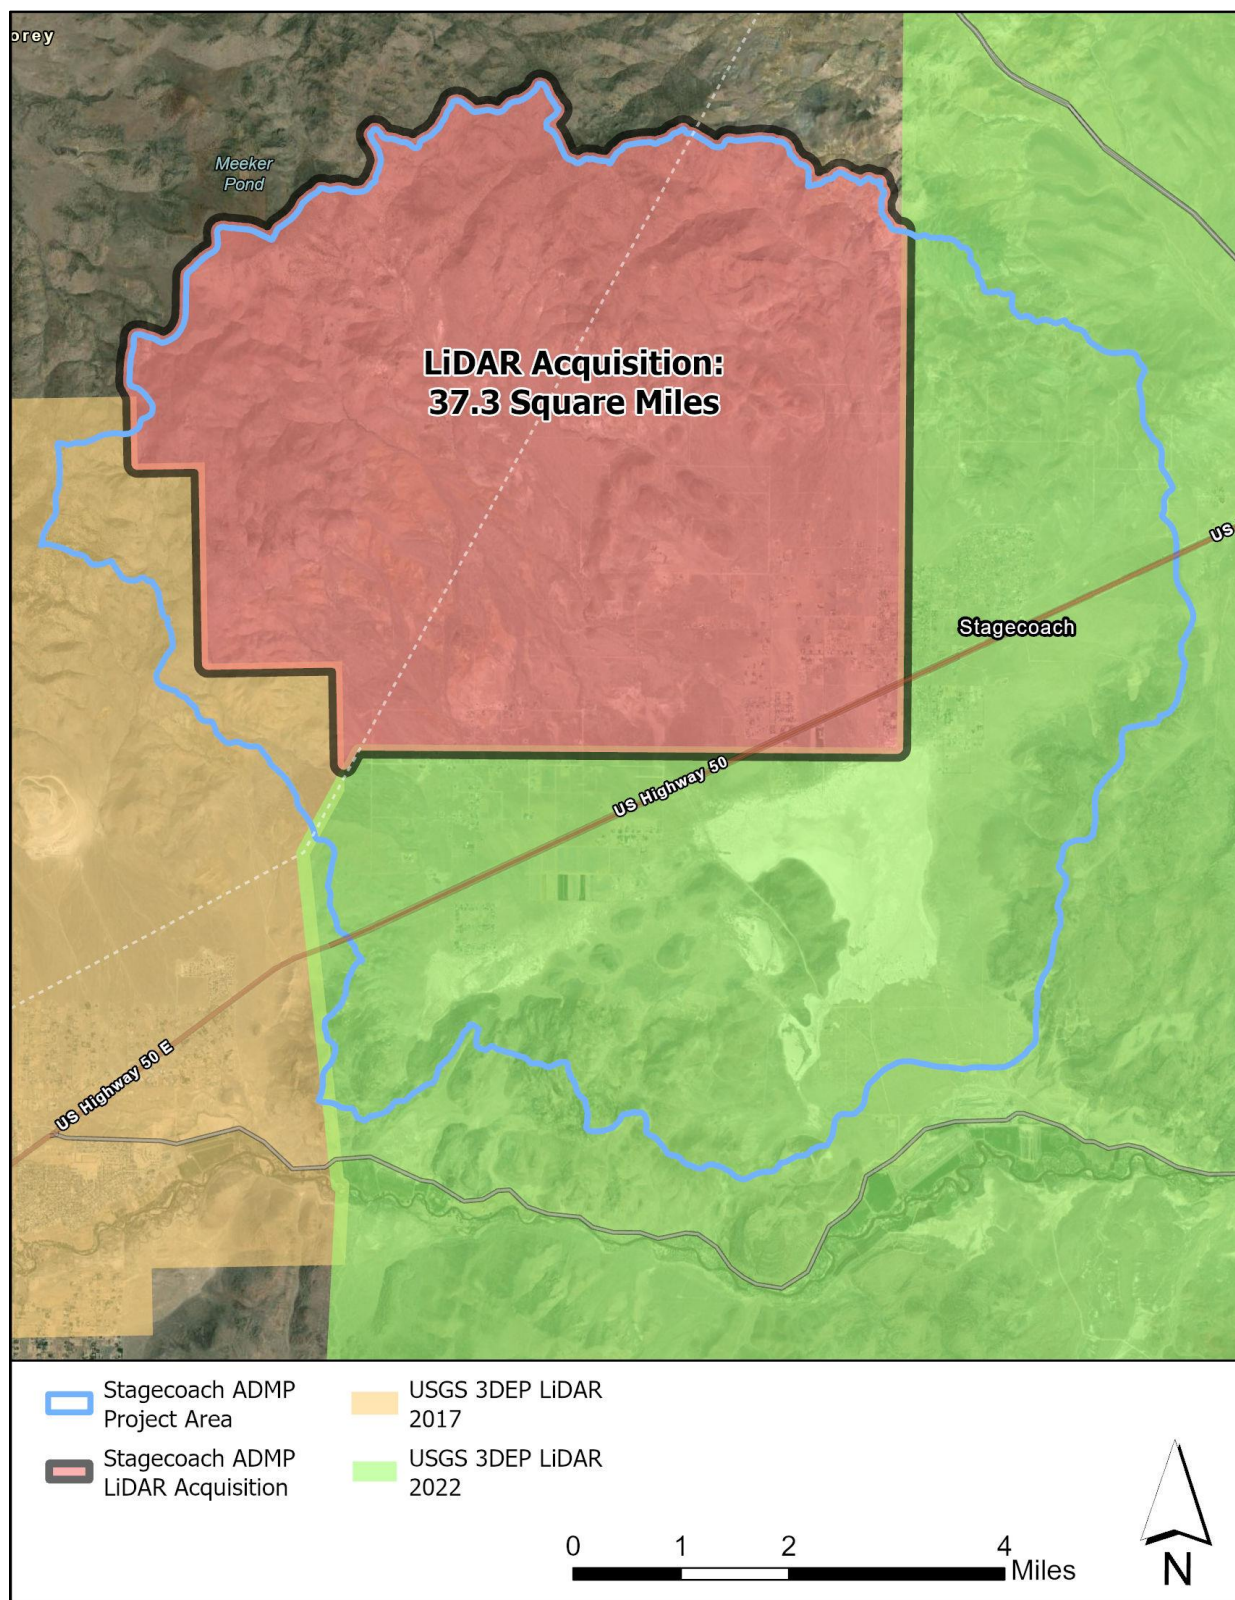 orey
Meeker
Pond
LiDAR Acquisition:
37.3 Square Miles
US
Stagecoach
US Highway 50
US Highway 50 E
Stagecoach ADMP
Project Area
USGS 3DEP LiDAR
2017
Stagecoach ADMP
LiDAR Acquisition
USGS 3DEP LiDAR
2022
0 1 2 4
Miles
N